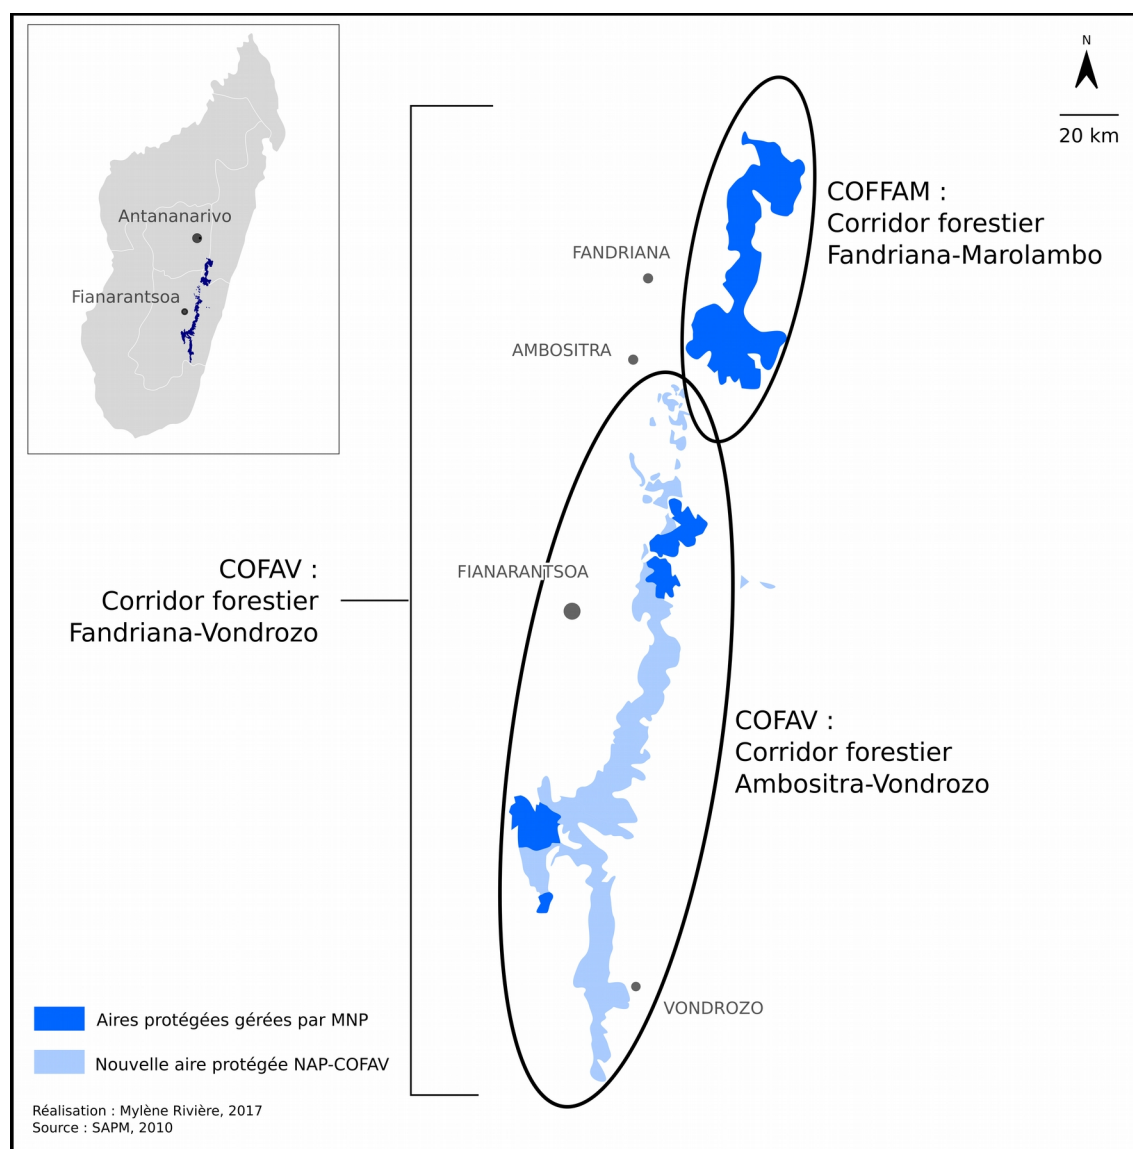 N
20 km
Antananarivo
Fianarantsoa
COFFAM :
Corridor forestier
Fandriana-Marolambo
FANDRIANA
AMBOSITRA
COFAV :
Corridor forestier
Fandriana-Vondrozo
FIANARANTSOA
COFAV :
Corridor forestier
Ambositra-Vondrozo
VONDROZO
Aires protégées gérées par MNP
Nouvelle aire protégée NAP-COFAV
Réalisation : Mylène Rivière, 2017
Source : SAPM, 2010